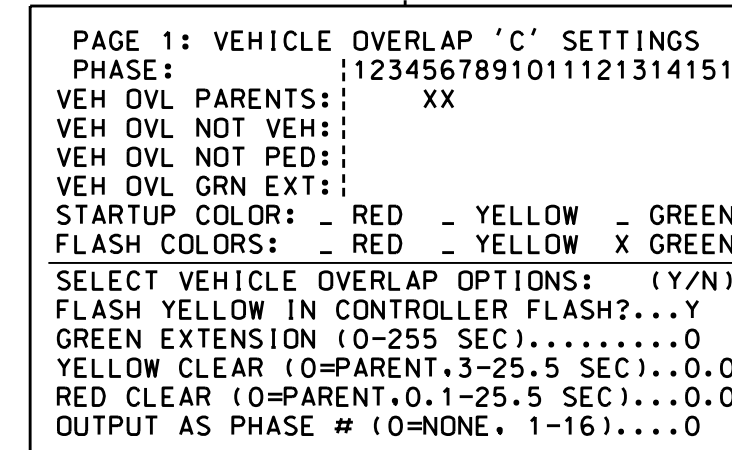 PAGE 1: VEHICLE OVERLAP 'C' SETTINGS
PHASE: ¦1234567891011121314151
VEH OVL PARENTS:¦ XX
VEH OVL NOT VEH:¦
VEH OVL NOT PED:¦
VEH OVL GRN EXT:¦
STARTUP COLOR: _ RED _ YELLOW _ GREEN
FLASH COLORS: _ RED _ YELLOW X GREEN
SELECT VEHICLE OVERLAP OPTIONS: (Y/N)
FLASH YELLOW IN CONTROLLER FLASH?...Y
GREEN EXTENSION (0-255 SEC).........0
YELLOW CLEAR (0=PARENT,3-25.5 SEC)..0.0
RED CLEAR (0=PARENT,0.1-25.5 SEC)...0.0
OUTPUT AS PHASE # (0=NONE, 1-16)....0